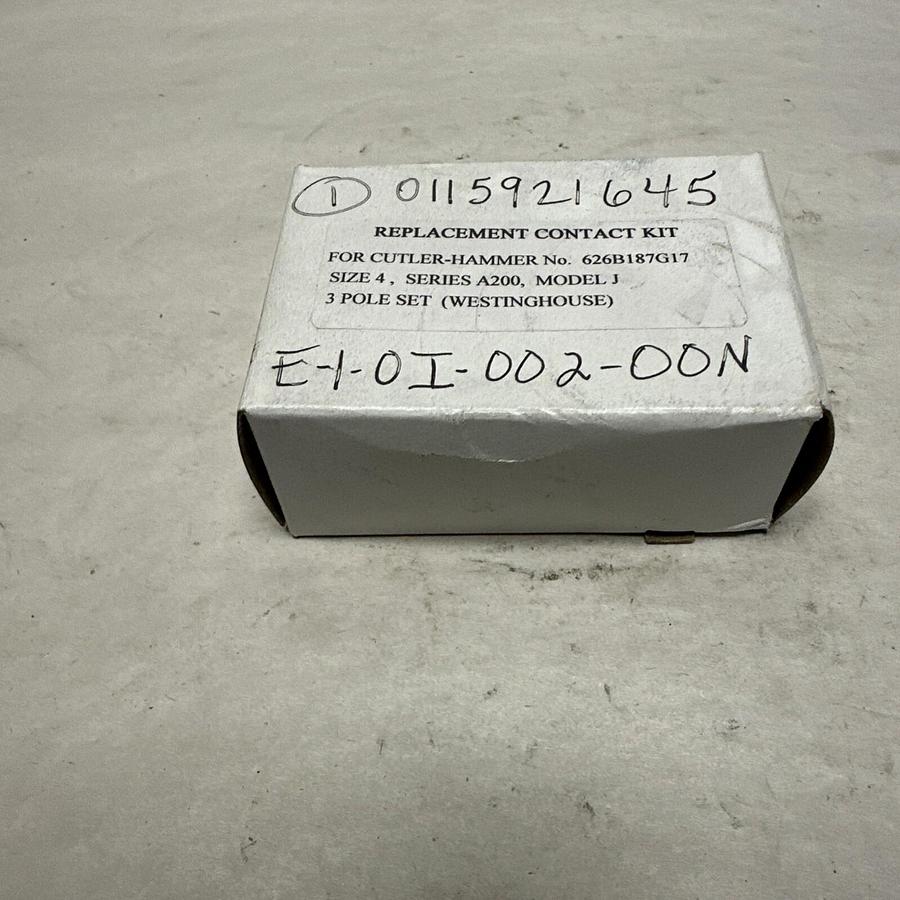 1 0115921645
REPLACEMENT CONTACT KIT
FOR CUTLER-HAMMER No. 626B187G17
SIZE 4 , SERIES A200, MODEL J
3 POLE SET (WESTINGHOUSE)
E-1-0I-002-00N